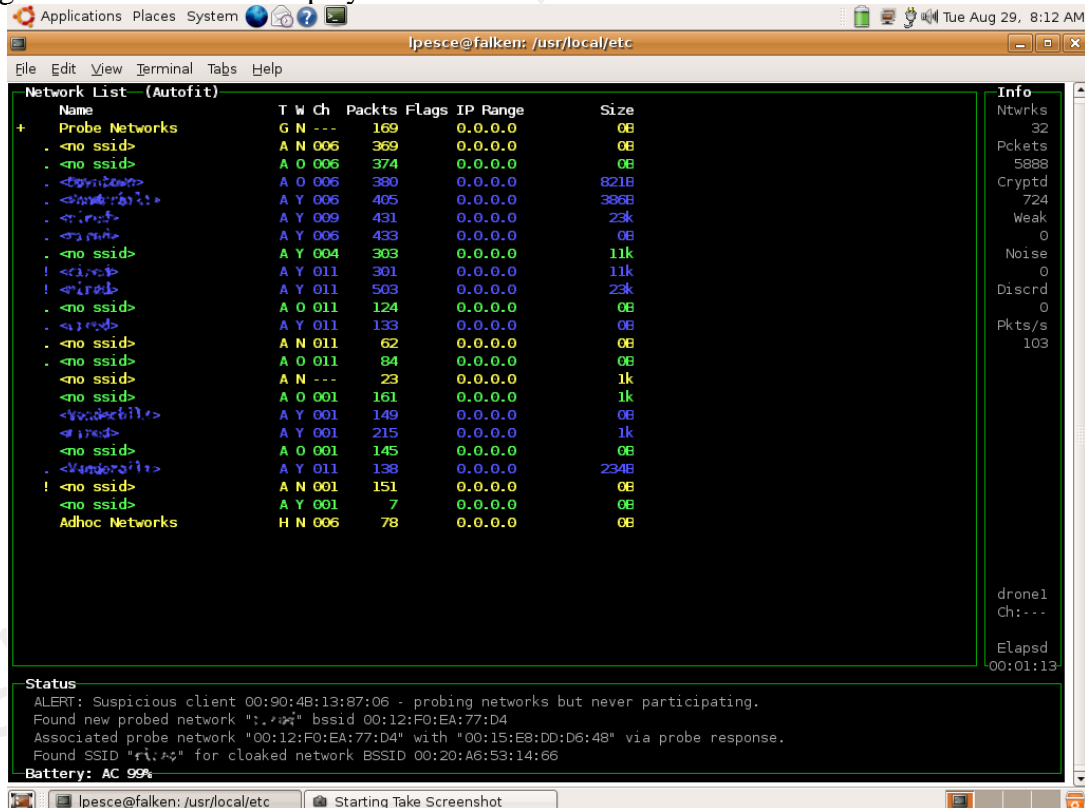 Applications Places System Tue Aug 29, 8:12 AM
lpesce@falken: /usr/local/etc
File Edit View Terminal Tabs Help
Network List—(Autofit) Info
Name T W Ch Packts Flags IP Range Size Ntwrks
+ Probe Networks G N --- 169 0.0.0.0 0B 32
. <no ssid> A N 006 369 0.0.0.0 0B Pckets
. <no ssid> A O 006 374 0.0.0.0 0B 5888
. A O 006 380 0.0.0.0 821B Cryptd
. A Y 006 405 0.0.0.0 386B 724
. A Y 009 431 0.0.0.0 23k Weak
. A Y 006 433 0.0.0.0 0B 0
. <no ssid> A Y 004 303 0.0.0.0 11k Noise
! A Y 011 301 0.0.0.0 11k 0
! A Y 011 503 0.0.0.0 23k Discrd
. <no ssid> A O 011 124 0.0.0.0 0B 0
. A Y 011 133 0.0.0.0 0B Pkts/s
. <no ssid> A N 011 62 0.0.0.0 0B 103
. <no ssid> A O 011 84 0.0.0.0 0B
<no ssid> A N --- 23 0.0.0.0 1k
<no ssid> A O 001 161 0.0.0.0 1k
A Y 001 149 0.0.0.0 0B
A Y 001 215 0.0.0.0 1k
<no ssid> A O 001 145 0.0.0.0 0B
. A Y 011 138 0.0.0.0 234B
! <no ssid> A N 001 151 0.0.0.0 0B
<no ssid> A Y 001 7 0.0.0.0 0B
Adhoc Networks H N 006 78 0.0.0.0 0B
drone1
Ch:---
Elapsd
00:01:13
Status
ALERT: Suspicious client 00:90:4B:13:87:06 - probing networks but never participating.
Found new probed network " " bssid 00:12:F0:EA:77:D4
Associated probe network "00:12:F0:EA:77:D4" with "00:15:E8:DD:D6:48" via probe response.
Found SSID " " for cloaked network BSSID 00:20:A6:53:14:66
Battery: AC 99%
lpesce@falken: /usr/local/etc Starting Take Screenshot